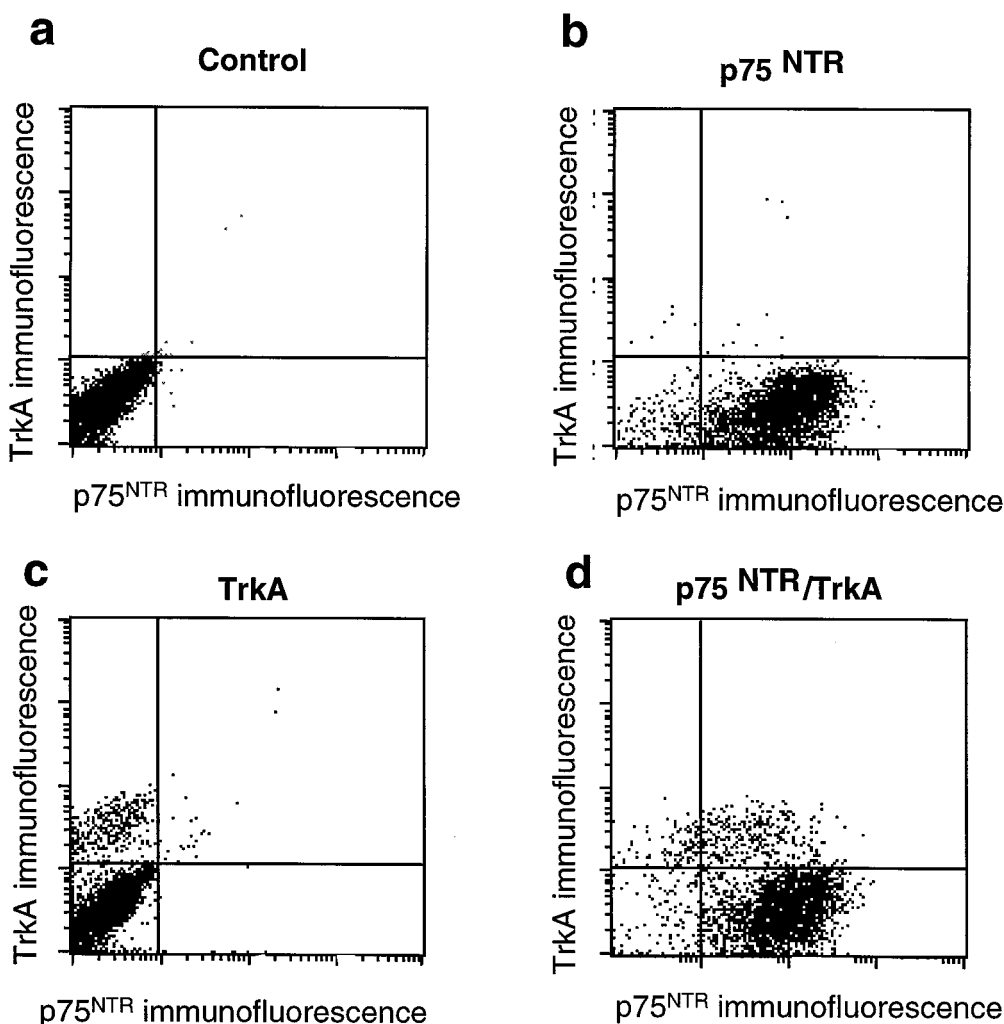 a
Control
TrkA immunofluorescence
p75NTR immunofluorescence
b
p75 NTR
TrkA immunofluorescence
p75NTR immunofluorescence
c
TrkA
TrkA immunofluorescence
p75NTR immunofluorescence
d
p75 NTR/TrkA
TrkA immunofluorescence
p75NTR immunofluorescence